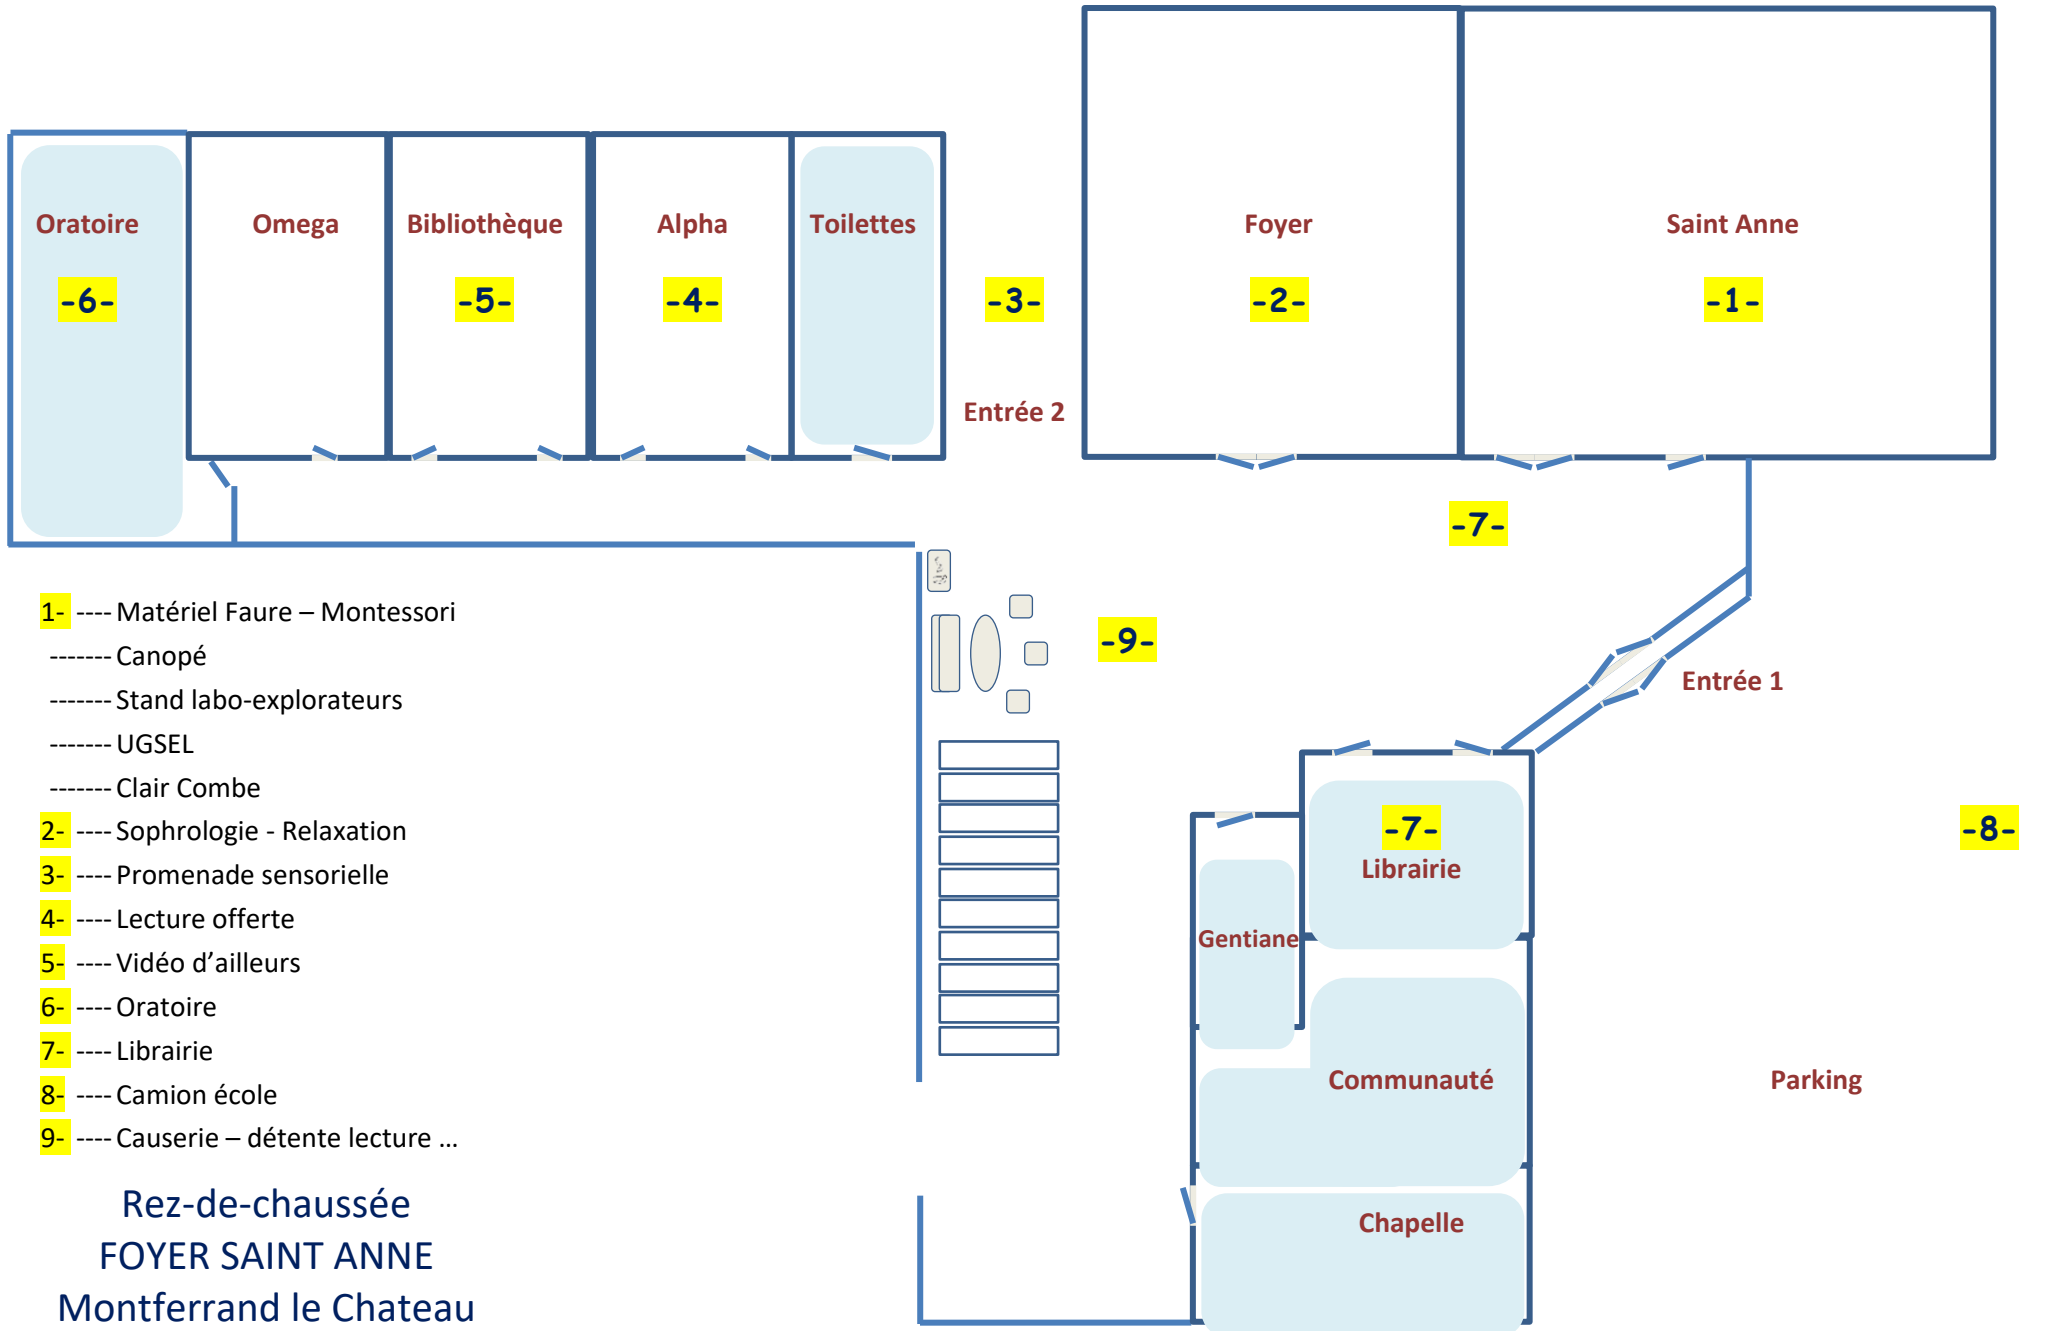 Oratoire
Omega
Bibliothèque
Alpha
Toilettes
Foyer
Saint Anne
-6-
-5-
-4-
-3-
-2-
-1-
Entrée 2
-7-
-9-
Entrée 1
-7-
Librairie
-8-
Gentiane
Communauté
Parking
Chapelle
1- ---- Matériel Faure – Montessori
------- Canopé
------- Stand labo-explorateurs
------- UGSEL
------- Clair Combe
2- ---- Sophrologie - Relaxation
3- ---- Promenade sensorielle
4- ---- Lecture offerte
5- ---- Vidéo d’ailleurs
6- ---- Oratoire
7- ---- Librairie
8- ---- Camion école
9- ---- Causerie – détente lecture ...
Rez-de-chaussée
FOYER SAINT ANNE
Montferrand le Chateau